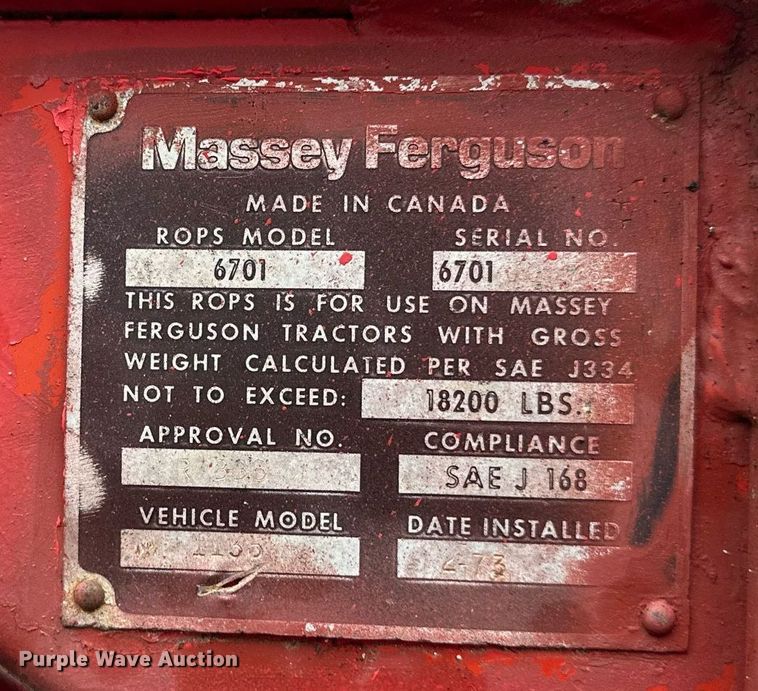 Massey Ferguson
MADE IN CANADA
ROPS MODEL SERIAL NO.
6701 6701
THIS ROPS IS FOR USE ON MASSEY
FERGUSON TRACTORS WITH GROSS
WEIGHT CALCULATED PER SAE J334
NOT TO EXCEED: 18200 LBS.
APPROVAL NO. COMPLIANCE
SAE J 168
VEHICLE MODEL DATE INSTALLED
Purple Wave Auction